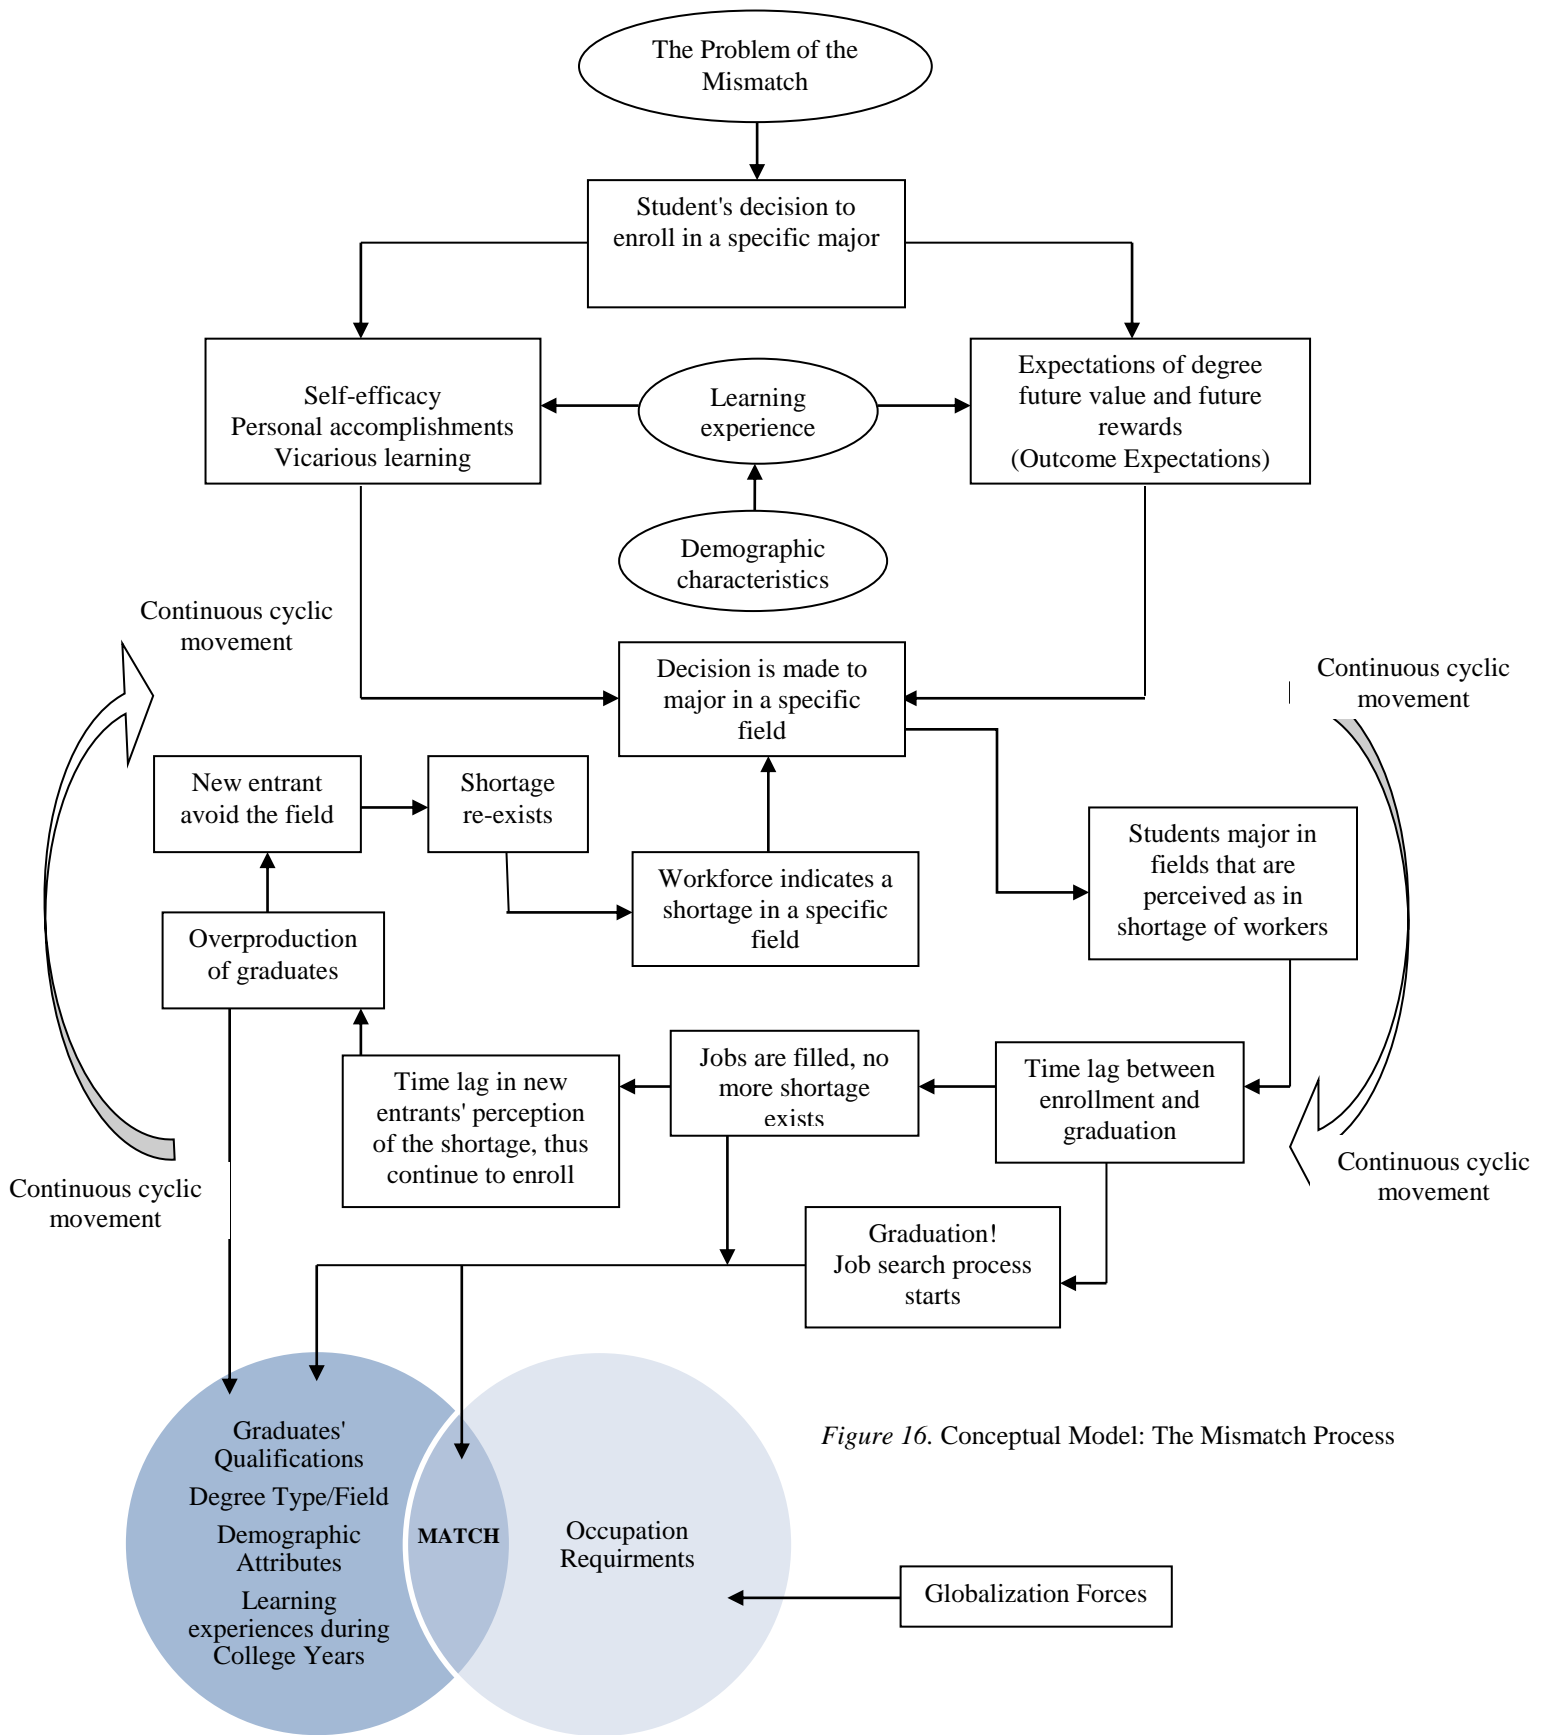 The Problem of the
Mismatch
Student's decision to
enroll in a specific major
Self-efficacy
Personal accomplishments
Vicarious learning
Learning
experience
Expectations of degree
future value and future
rewards
(Outcome Expectations)
Demographic
characteristics
Continuous cyclic
movement
Decision is made to
major in a specific
field
Continuous cyclic
movement
New entrant
avoid the field
Shortage
re-exists
Students major in
fields that are
perceived as in
shortage of workers
Workforce indicates a
shortage in a specific
field
Overproduction
of graduates
Jobs are filled, no
more shortage
exists
Time lag between
enrollment and
graduation
Time lag in new
entrants' perception
of the shortage, thus
continue to enroll
Continuous cyclic
movement
Continuous cyclic
movement
Graduation!
Job search process
starts
Graduates'
Qualifications
Degree Type/Field
Demographic
Attributes
Learning
experiences during
College Years
MATCH
Occupation
Requirments
Figure 16. Conceptual Model: The Mismatch Process
Globalization Forces